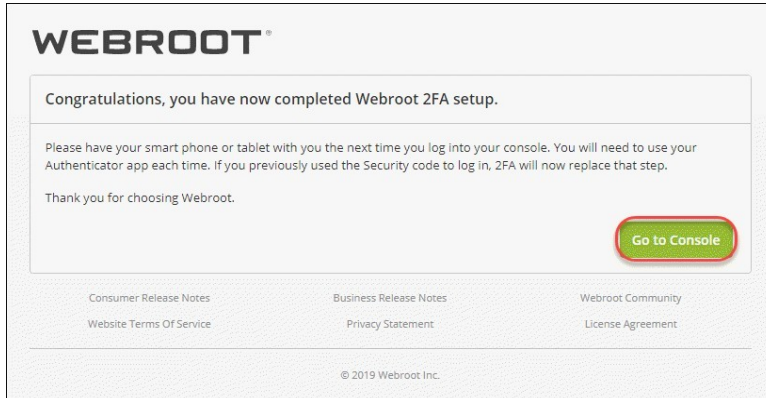 WEBROOT®
Congratulations, you have now completed Webroot 2FA setup.
Please have your smart phone or tablet with you the next time you log into your console. You will need to use your
Authenticator app each time. If you previously used the Security code to log in, 2FA will now replace that step.
Thank you for choosing Webroot.
Go to Console
Consumer Release Notes Business Release Notes Webroot Community
Website Terms Of Service Privacy Statement License Agreement
© 2019 Webroot Inc.